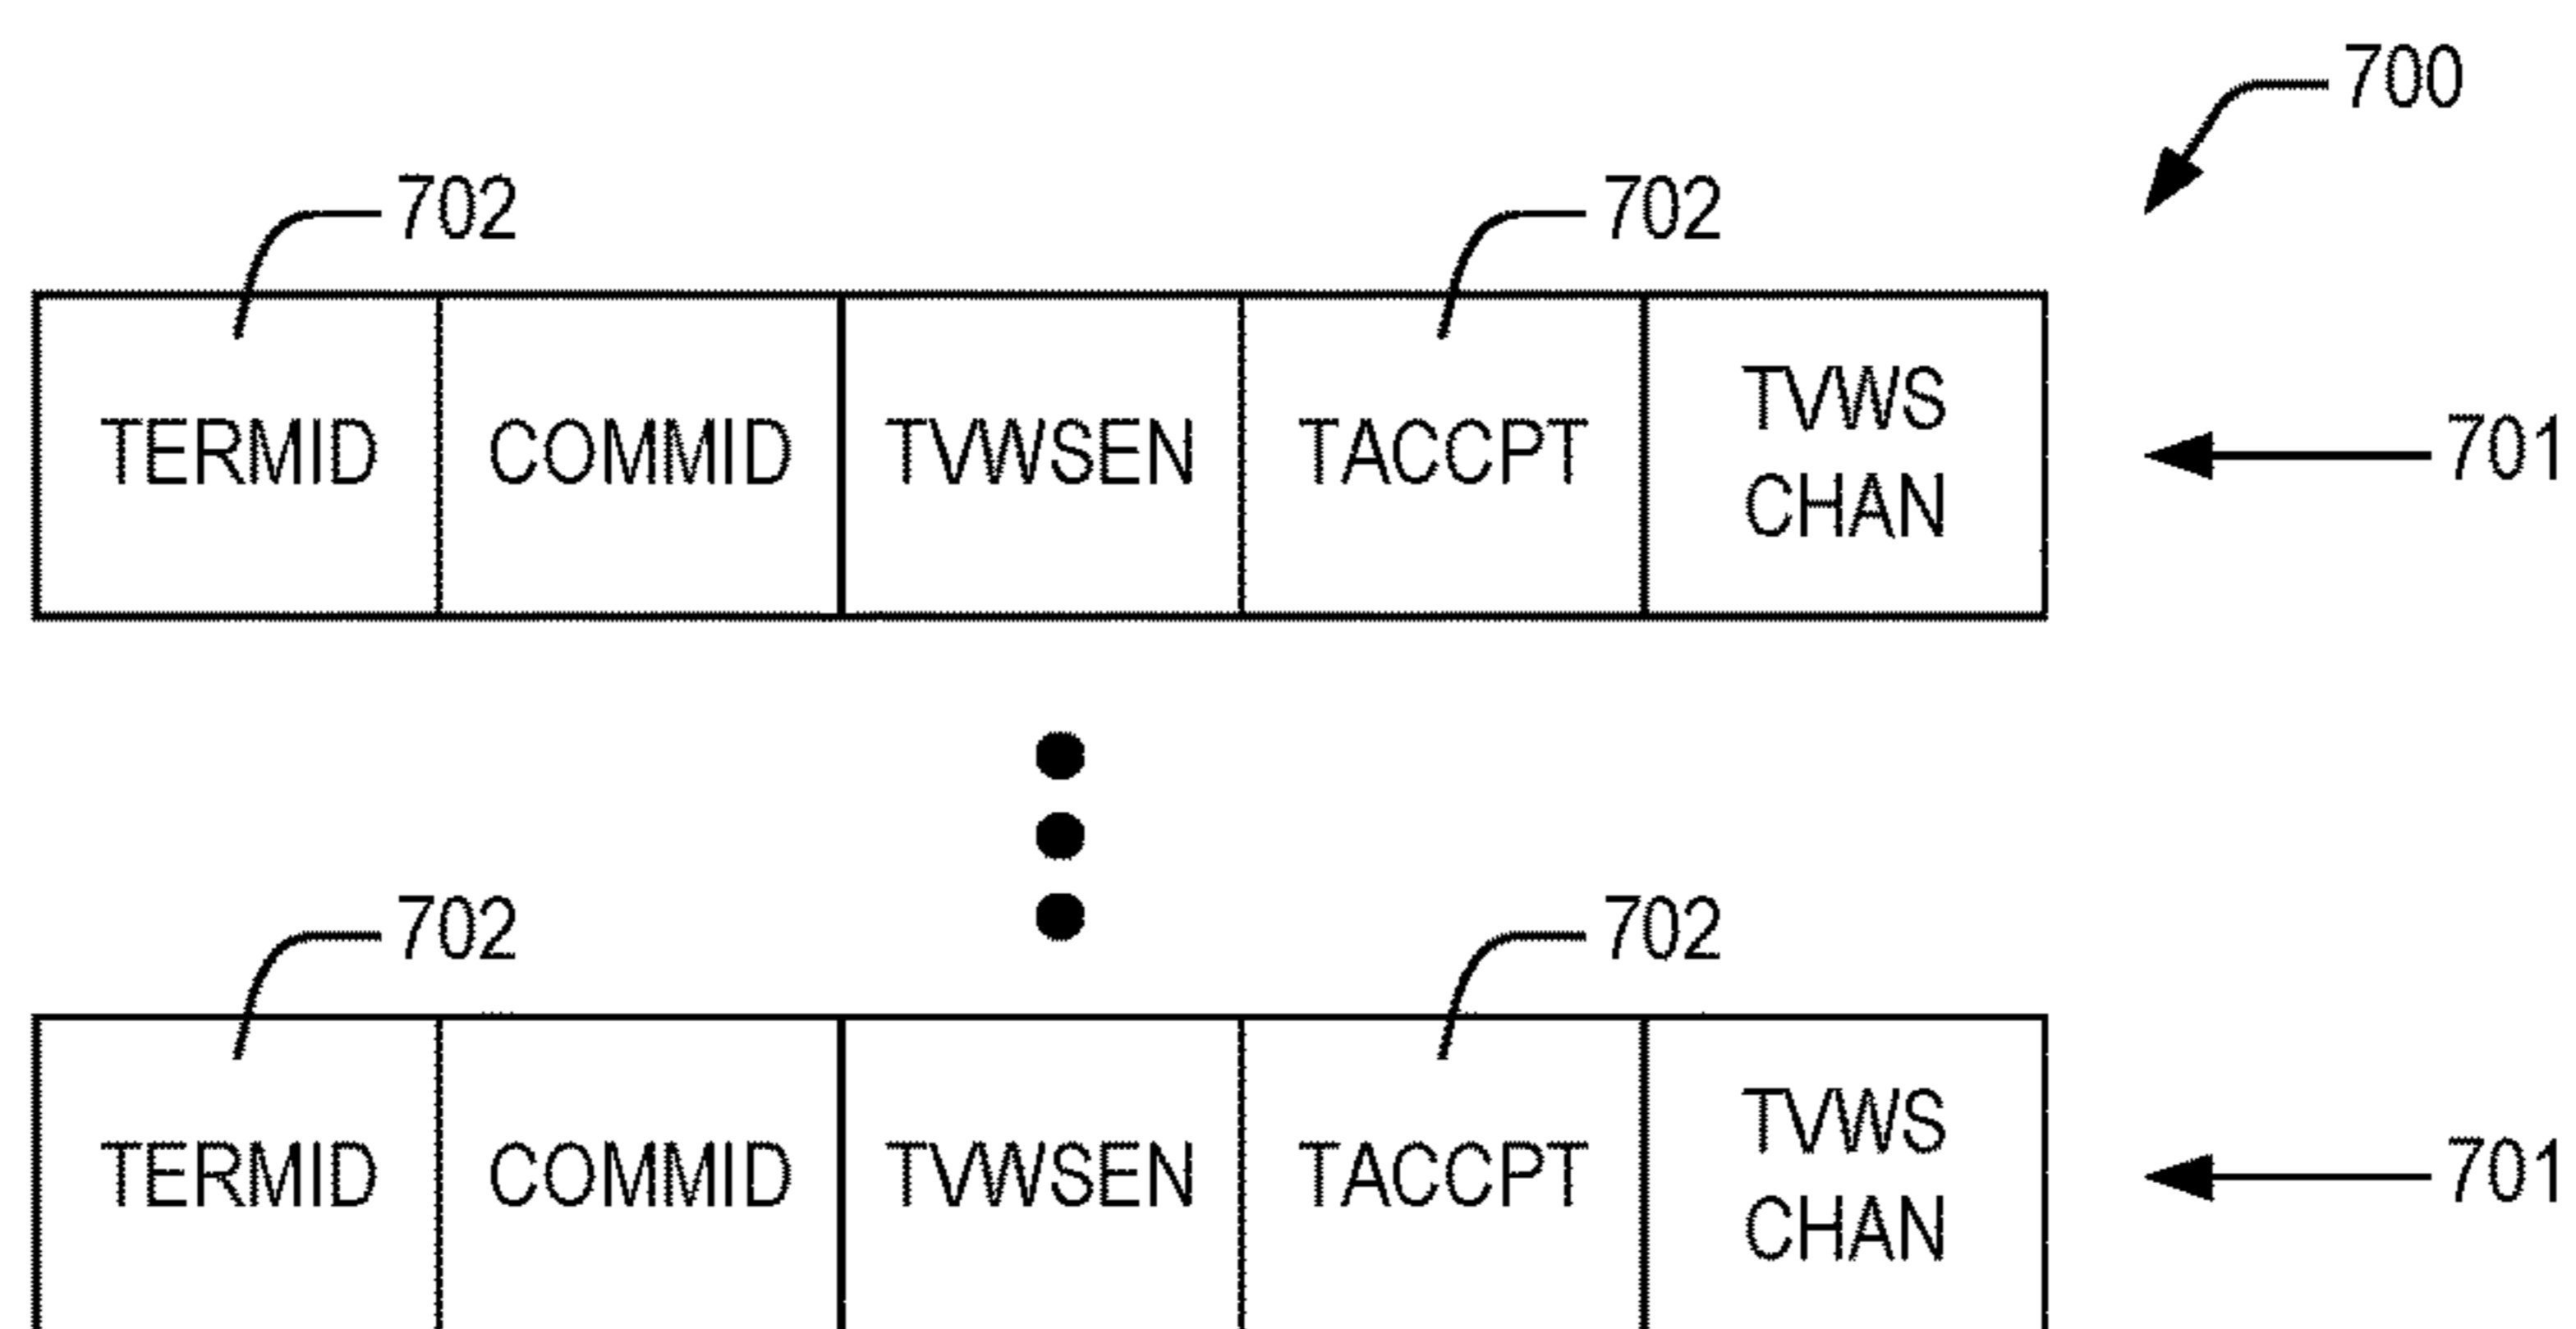 700
702 702
TERMID COMMID TVWSEN TACCPT TVWS CHAN 701
702 702
TERMID COMMID TVWSEN TACCPT TVWS CHAN 701